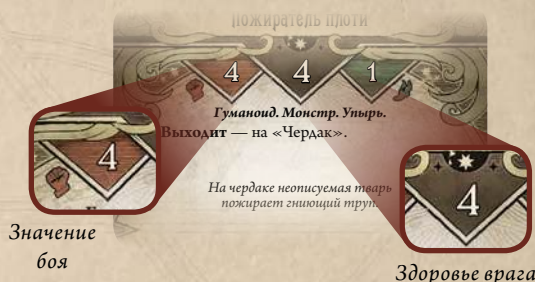 Пожиратель плоти
4 4 1
Гуманоид. Монстр. Упырь.
Выходит — на «Чердак».
На чердаке неописуемая тварь
пожирает гниющий труп.
4
Значение
боя
4
Здоровье врага